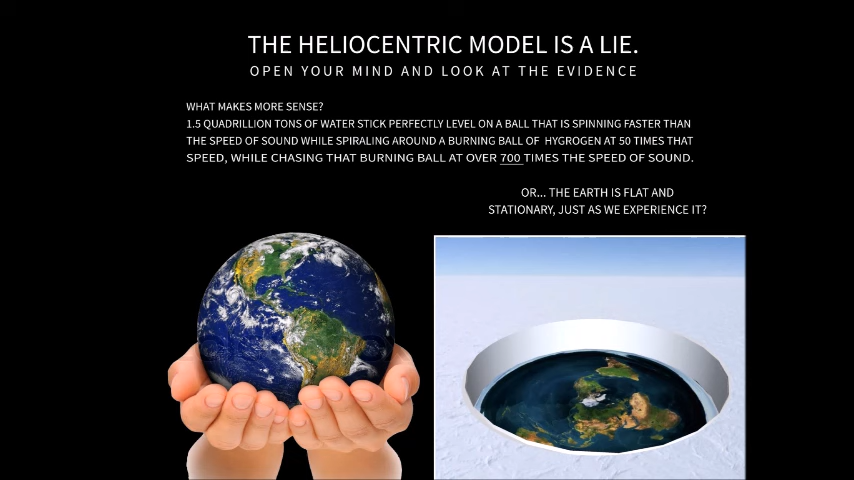 THE HELIOCENTRIC MODEL IS A LIE.
OPEN YOUR MIND AND LOOK AT THE EVIDENCE
WHAT MAKES MORE SENSE?
1.5 QUADRILLION TONS OF WATER STICK PERFECTLY LEVEL ON A BALL THAT IS SPINNING FASTER THAN
THE SPEED OF SOUND WHILE SPIRALING AROUND A BURNING BALL OF HYGROGEN AT 50 TIMES THAT
SPEED, WHILE CHASING THAT BURNING BALL AT OVER 700 TIMES THE SPEED OF SOUND.
OR... THE EARTH IS FLAT AND
STATIONARY, JUST AS WE EXPERIENCE IT?